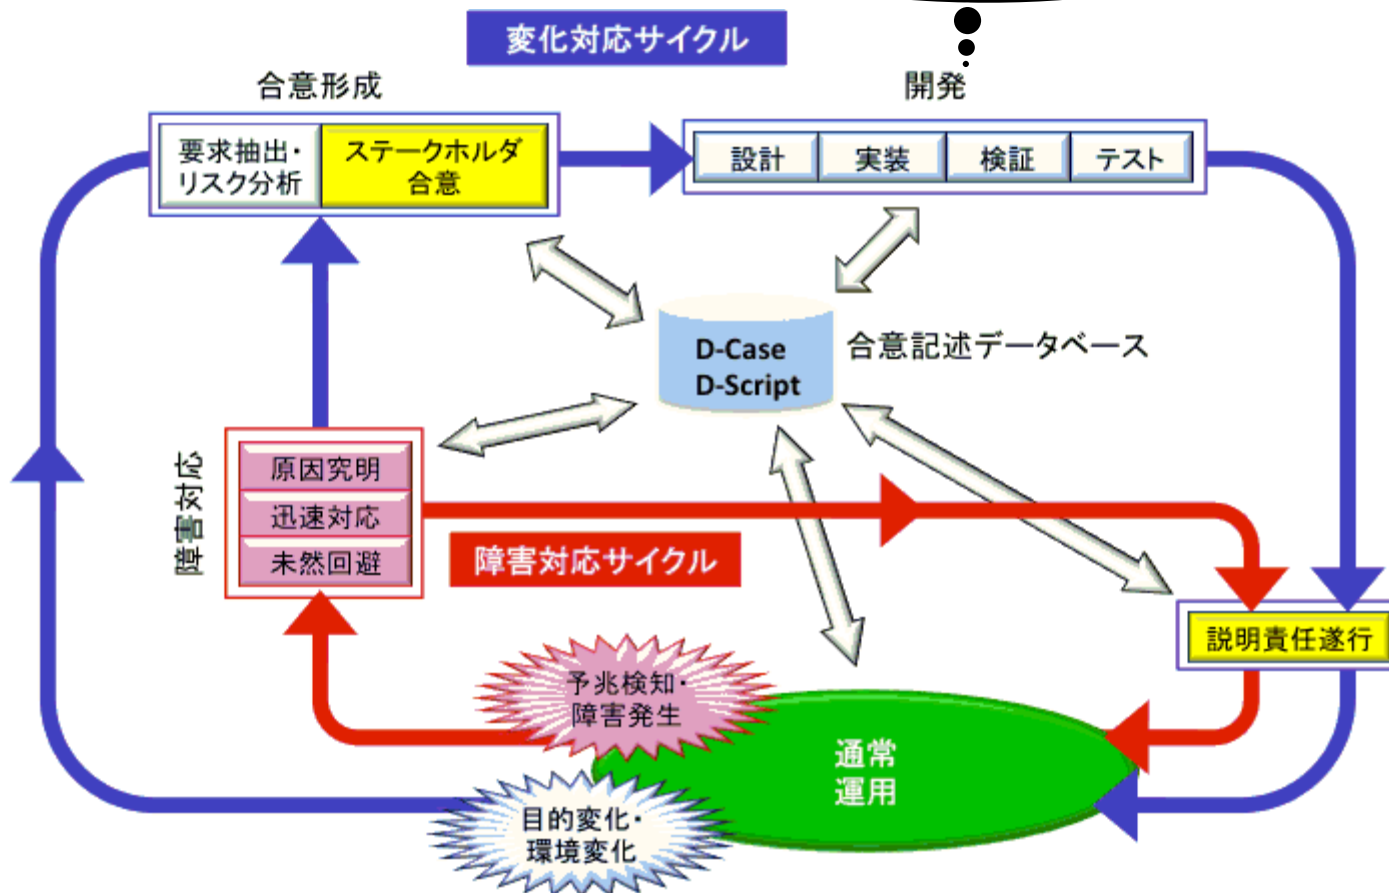 変化対応サイクル
合意形成
開発
要求抽出・
リスク分析
ステークホルダ
合意
設計
実装
検証
テスト
D-Case
D-Script
合意記述データベース
障害対応
原因究明
迅速対応
未然回避
障害対応サイクル
説明責任遂行
予兆検知・
障害発生
通常
運用
目的変化・
環境変化